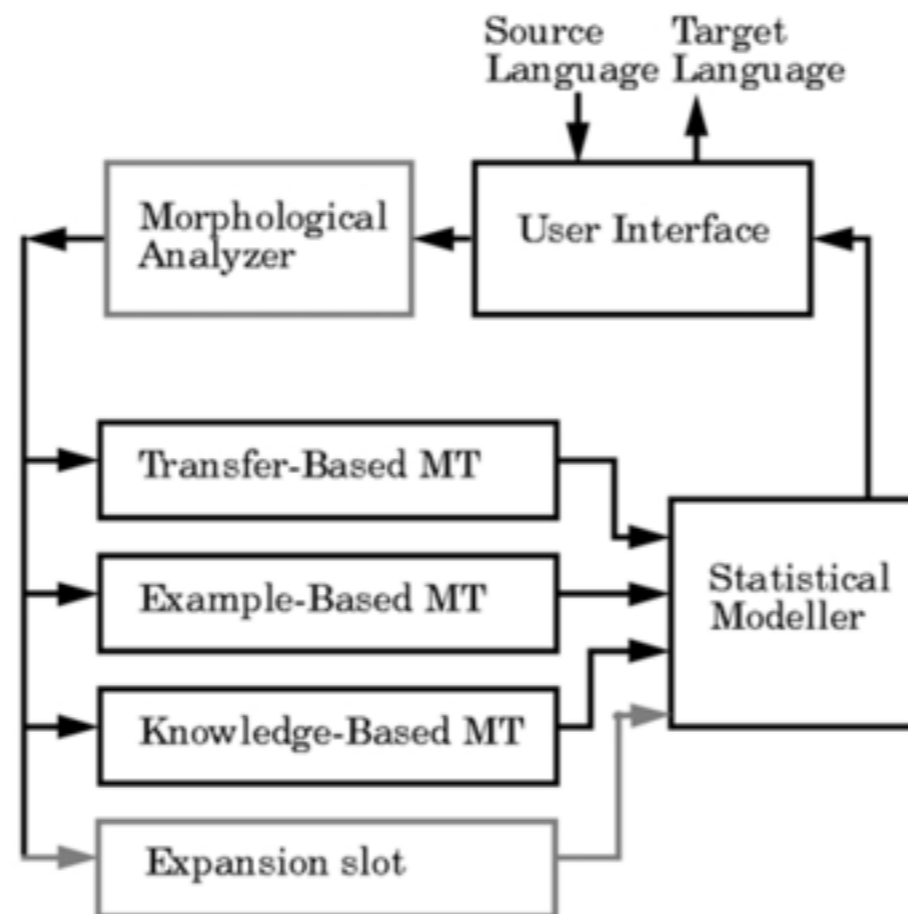 Source
Language
Target
Language
Morphological
Analyzer
User Interface
Transfer-Based MT
Example-Based MT
Knowledge-Based MT
Expansion slot
Statistical
Modeller